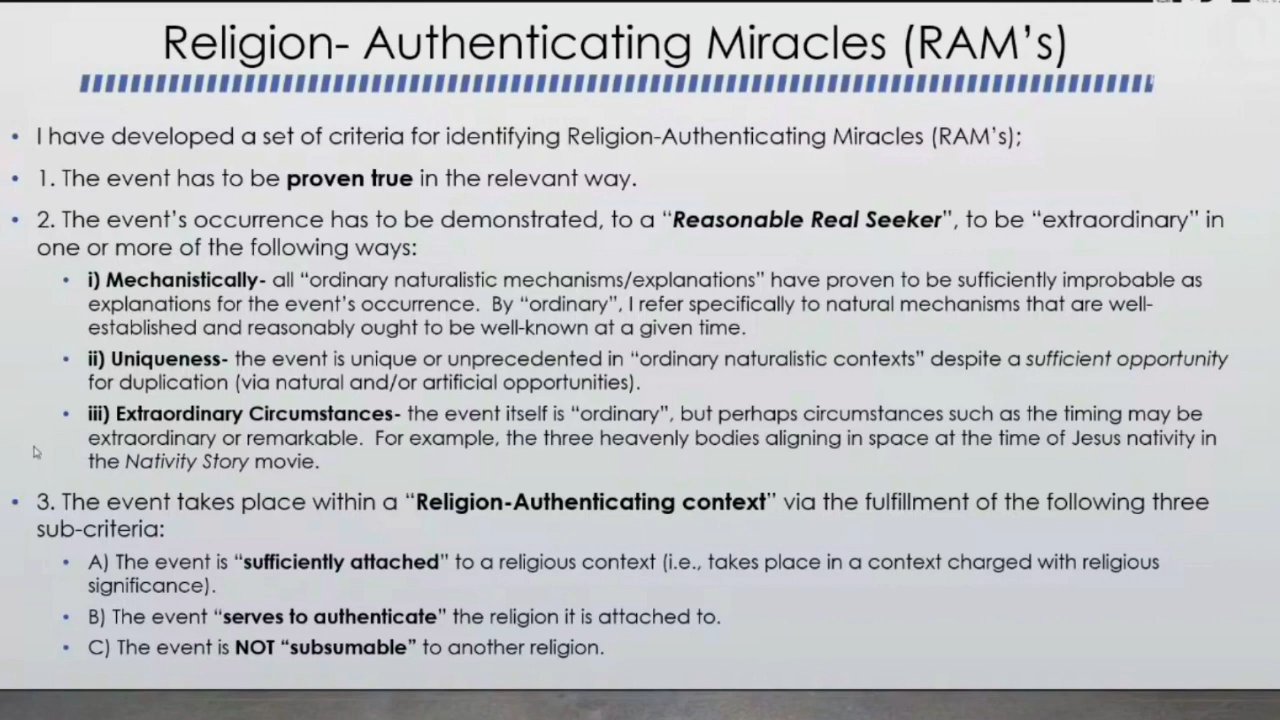 Religion- Authenticating Miracles (RAM's)
• I have developed a set of criteria for identifying Religion-Authenticating Miracles (RAM's);
• 1. The event has to be proven true in the relevant way.
• 2. The event's occurrence has to be demonstrated, to a "Reasonable Real Seeker", to be "extraordinary" in
one or more of the following ways:
• i) Mechanistically- all "ordinary naturalistic mechanisms/explanations" have proven to be sufficiently improbable as
explanations for the event's occurrence. By "ordinary", I refer specifically to natural mechanisms that are well-
established and reasonably ought to be well-known at a given time.
• ii) Uniqueness- the event is unique or unprecedented in "ordinary naturalistic contexts" despite a sufficient opportunity
for duplication (via natural and/or artificial opportunities).
• iii) Extraordinary Circumstances- the event itself is "ordinary", but perhaps circumstances such as the timing may be
extraordinary or remarkable. For example, the three heavenly bodies aligning in space at the time of Jesus nativity in
the Nativity Story movie.
• 3. The event takes place within a "Religion-Authenticating context" via the fulfillment of the following three
sub-criteria:
• A) The event is "sufficiently attached" to a religious context (i.e., takes place in a context charged with religious
significance).
• B) The event "serves to authenticate" the religion it is attached to.
• C) The event is NOT "subsumable" to another religion.